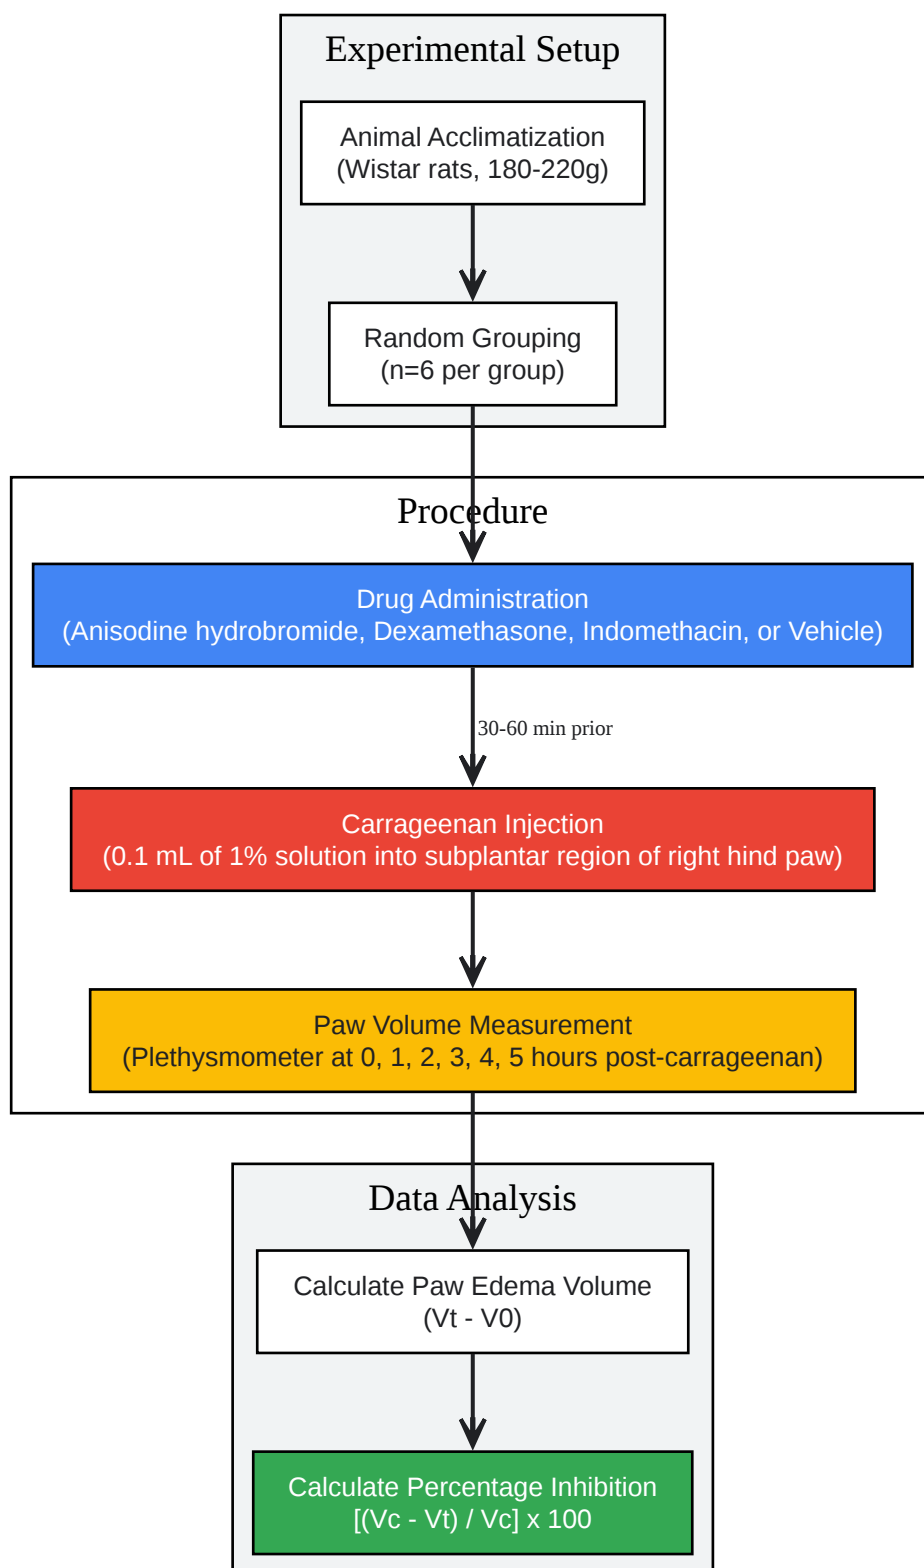 Experimental Setup
Animal Acclimatization
(Wistar rats, 180-220g)
Random Grouping
(n=6 per group)
Procedure
Drug Administration
(Anisodine hydrobromide, Dexamethasone, Indomethacin, or Vehicle)
30-60 min prior
Carrageenan Injection
(0.1 mL of 1% solution into subplantar region of right hind paw)
Paw Volume Measurement
(Plethysmometer at 0, 1, 2, 3, 4, 5 hours post-carrageenan)
Data Analysis
Calculate Paw Edema Volume
(Vt - V0)
Calculate Percentage Inhibition
[(Vc - Vt) / Vc] x 100